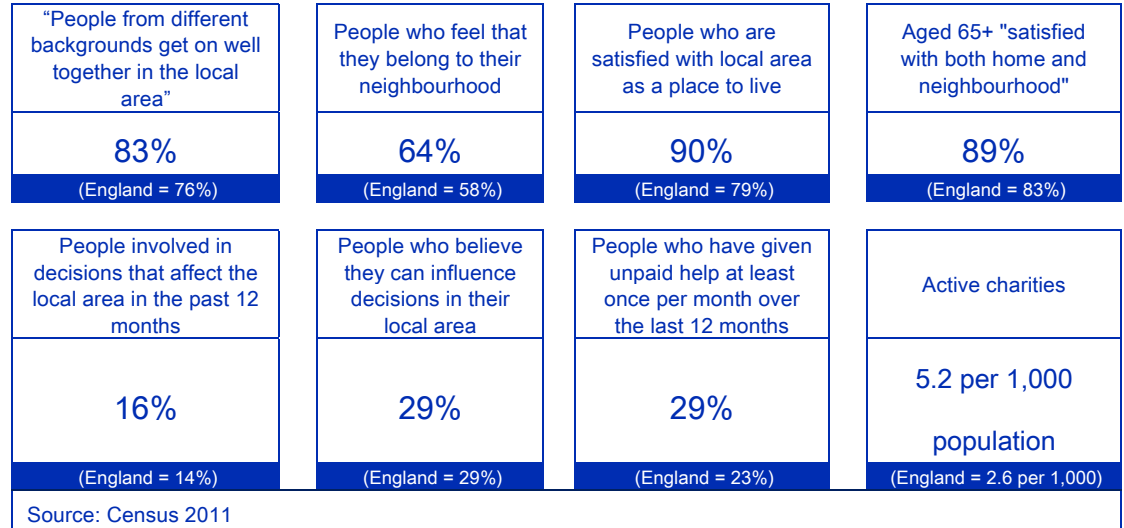 “People from different
backgrounds get on well
together in the local
area”
83%
(England = 76%)
People who feel that
they belong to their
neighbourhood
64%
(England = 58%)
People who are
satisfied with local area
as a place to live
90%
(England = 79%)
Aged 65+ "satisfied
with both home and
neighbourhood"
89%
(England = 83%)
People involved in
decisions that affect the
local area in the past 12
months
16%
(England = 14%)
People who believe
they can influence
decisions in their
local area
29%
(England = 29%)
People who have given
unpaid help at least
once per month over
the last 12 months
29%
(England = 23%)
Active charities
5.2 per 1,000
population
(England = 2.6 per 1,000)
Source: Census 2011